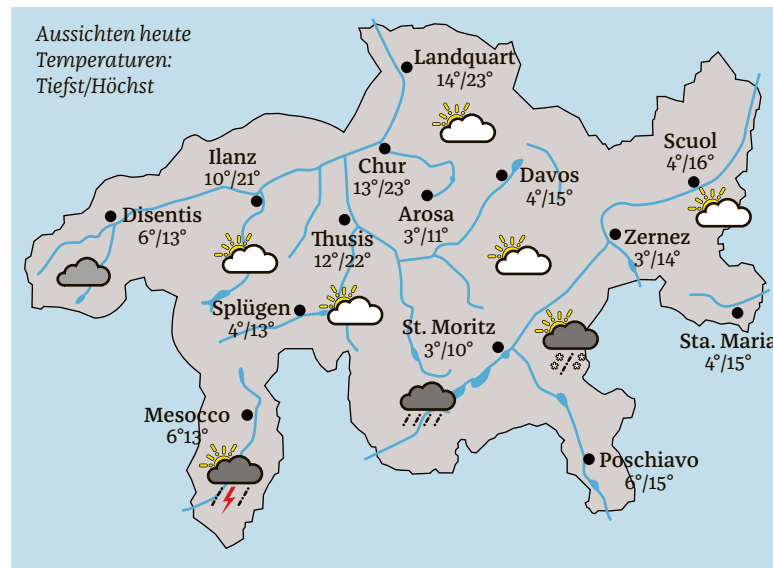 Aussichten heute
Temperaturen:
Tiefst/Höchst
Landquart
14°/23°
Ilanz
10°/21°
Chur
13°/23°
Scuol
4°/16°
Davos
4°/15°
Disentis
6°/13°
Arosa
3°/11°
Thusis
12°/22°
Zernez
3°/14°
Splügen
4°/13°
St. Moritz
3°/10°
Sta. Maria
4°/15°
Mesocco
6°13°
Poschiavo
6°/15°